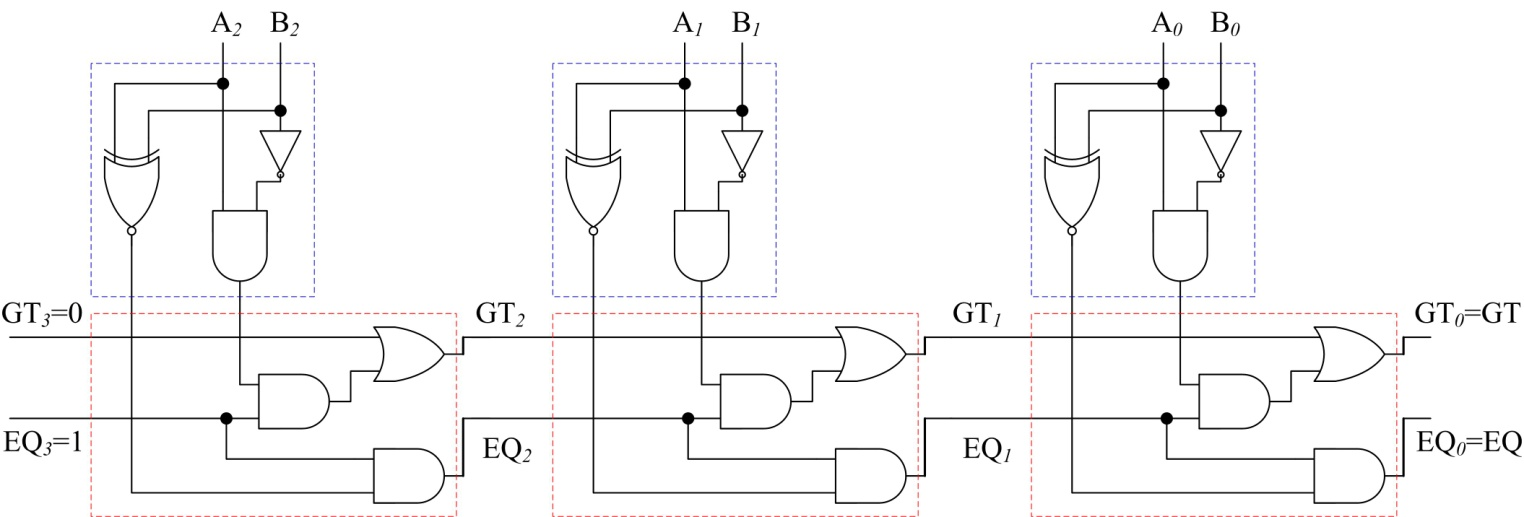 A2 B2 A1 B1 A0 B0
GT3=0 GT2 GT1 GT0=GT
EQ3=1 EQ2 EQ1 EQ0=EQ